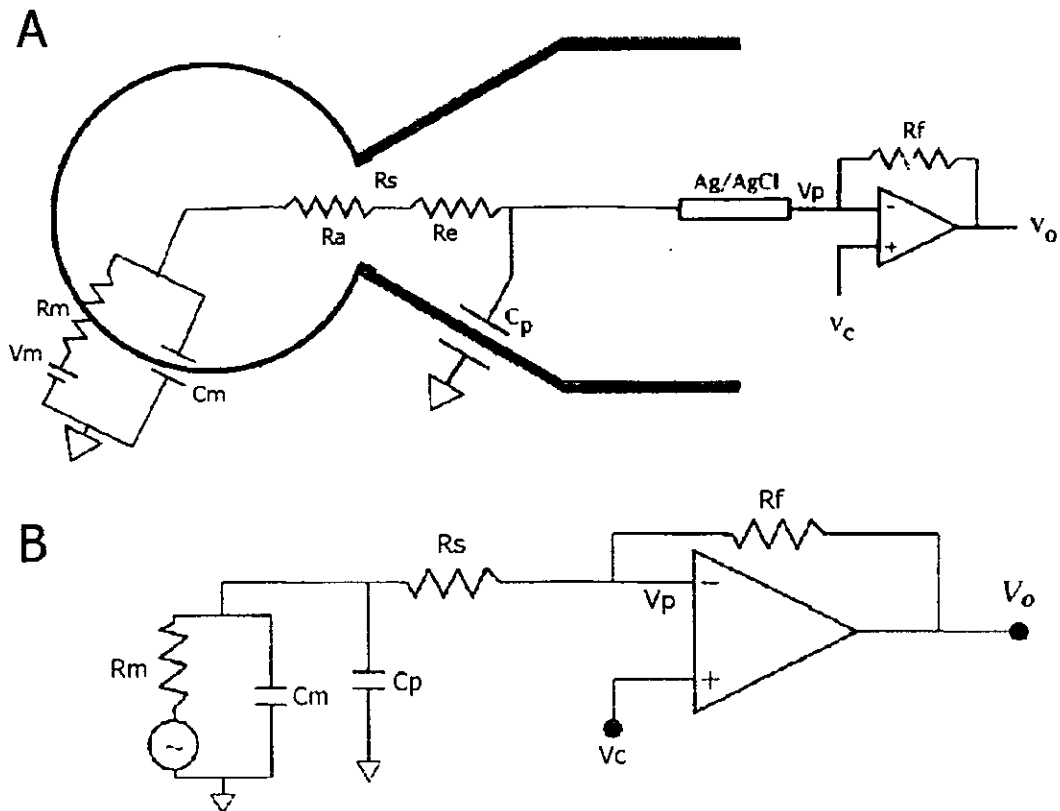 A
Rf
Ag/AgCl
Vp
Rs
-
Ra
Re
+
vo
Rm
Cp
vc
Vm
Cm
B
Rf
Rs
Vo
-
Vp
Rm
Cp
+
Cm
~
Vc